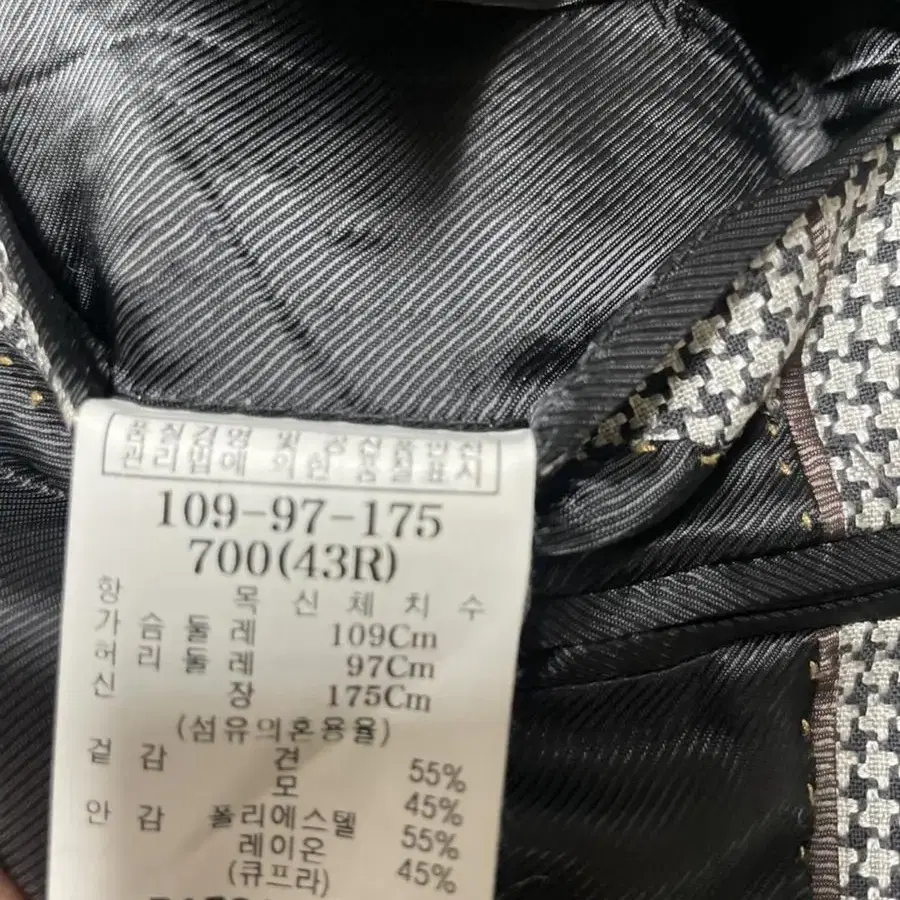 품질경영 및 공산품안전
관리법에 의한 품질표시
109-97-175
700(43R)
항 목 신 체 치 수
가 슴 둘 레 109Cm
허 리 둘 레 97Cm
신 장 175Cm
(섬유의혼용율)
겉 감 견 55%
모 45%
안 감 폴리에스텔 55%
레이온 45%
(큐프라)